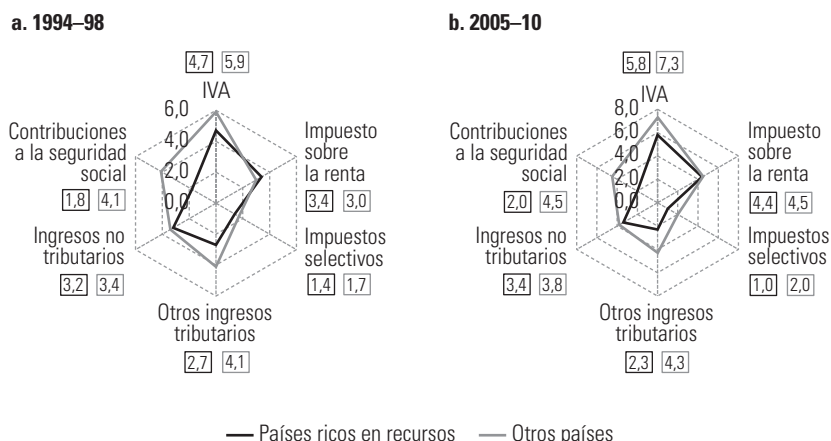 a. 1994–98
4,7 5,9
IVA
6,0
4,0
2,0
0,0
Impuesto
sobre
la renta
3,4 3,0
Impuestos
selectivos
1,4 1,7
Otros ingresos
tributarios
2,7 4,1
Ingresos no
tributarios
3,2 3,4
Contribuciones
a la seguridad
social
1,8 4,1
b. 2005–10
5,8 7,3
IVA
8,0
6,0
4,0
2,0
0,0
Impuesto
sobre
la renta
4,4 4,5
Impuestos
selectivos
1,0 2,0
Otros ingresos
tributarios
2,3 4,3
Ingresos no
tributarios
3,4 3,8
Contribuciones
a la seguridad
social
2,0 4,5
Países ricos en recursos Otros países